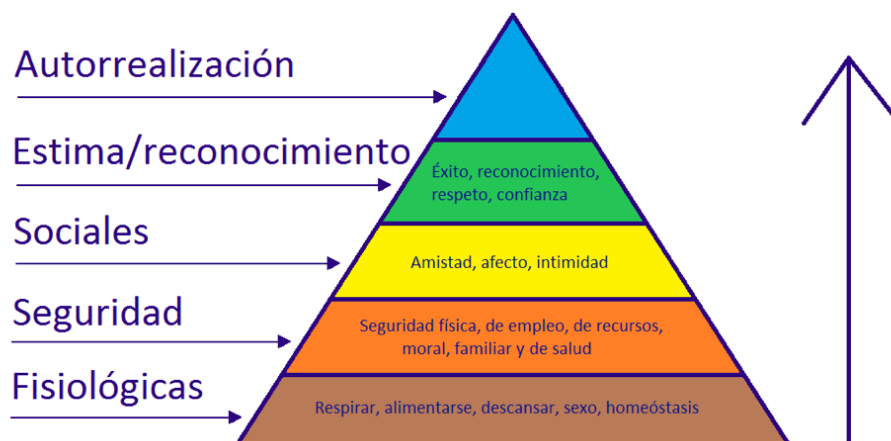 Autorrealización
Estima/reconocimiento
Éxito, reconocimiento,
respeto, confianza
Sociales
Amistad, afecto, intimidad
Seguridad
Seguridad física, de empleo, de recursos,
moral, familiar y de salud
Fisiológicas
Respirar, alimentarse, descansar, sexo, homeóstasis